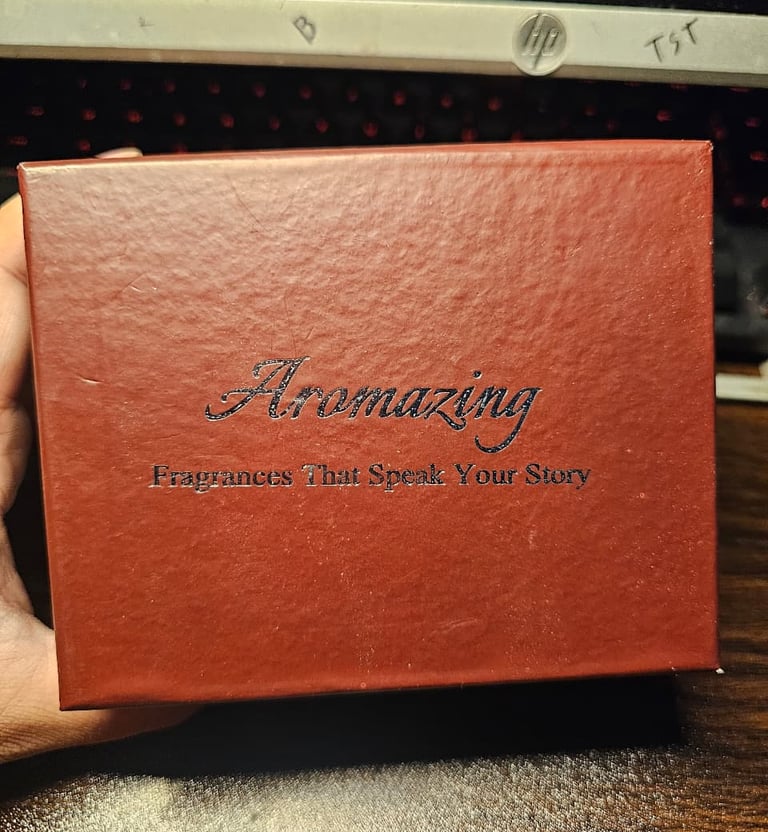 B
hp
TST
Aromazing
Fragrances That Speak Your Story